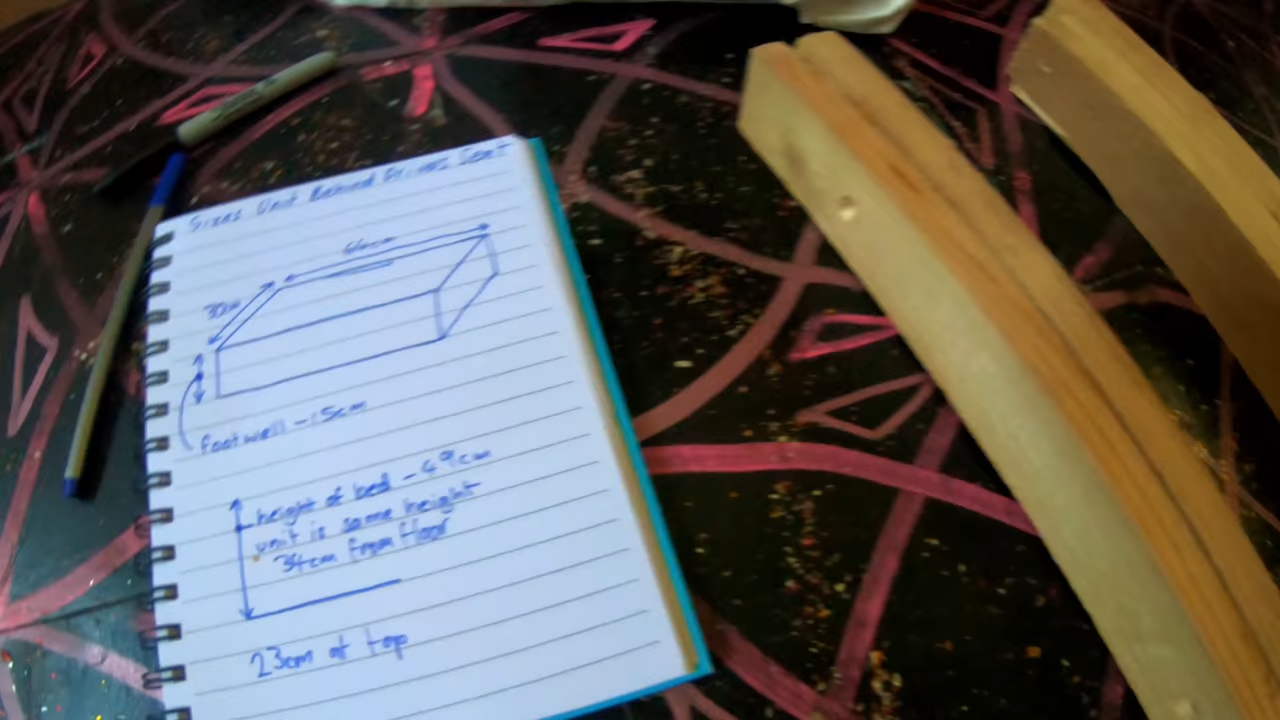 Sizes Unit Behind Drivers Seat
66cm
30cm
footwell - 15cm
height of bed - 49cm
unit is same height
34cm from floor
23cm at top